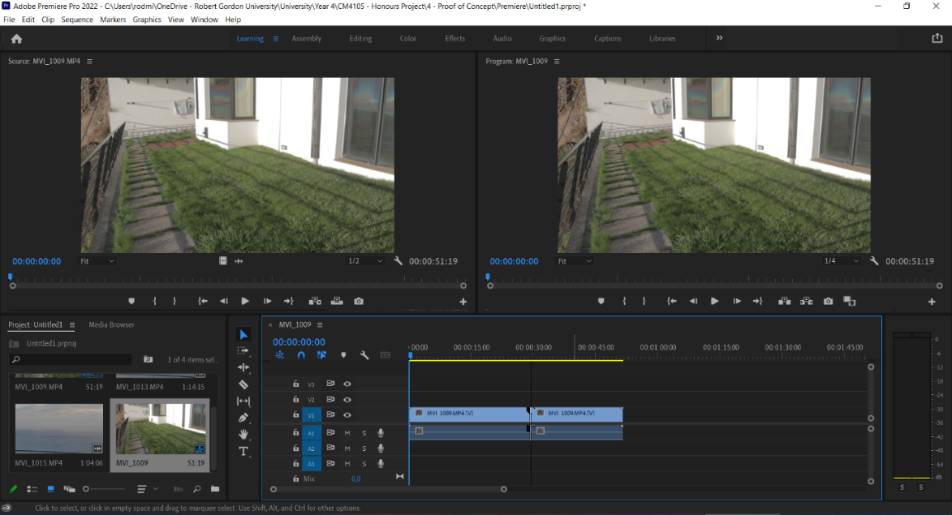 Adobe Premiere Pro 2022 - C:\Users\rodmi\OneDrive - Robert Gordon University\University\Year 4\CM4105 - Honours Project\4 - Proof of Concept\Premiere\Untitled1.prproj *
File Edit Clip Sequence Markers Graphics View Window Help
Learning Assembly Editing Color Effects Audio Graphics Captions Libraries
Source: MVI_1009.MP4
Program: MVI_1009
00:00:00:00 Fit 1/2 00:00:51:19
00:00:00:00 Fit 1/4 00:00:51:19
Project: Untitled1 Media Browser
Untitled1.prproj
1 of 4 items sel...
MVI_1009.MP4 51:19 MVI_1013.MP4 1:14:15
MVI_1015.MP4 1:04:06 MVI_1009 51:19
MVI_1009
00:00:00:00
:00:00 00:00:15:00 00:00:30:00 00:00:45:00 00:01:00:00 00:01:15:00 00:01:30:00 00:01:45:00
V3
V2
V1 MVI_1009.MP4 [V] MVI_1009.MP4 [V]
A1 M S
A2 M S
A3 M S
Mix 0,0
0
-6
-12
-18
-24
-30
-36
-42
-48
-54
dB
S S
Click to select, or click in empty space and drag to marquee select. Use Shift, Alt, and Ctrl for other options.